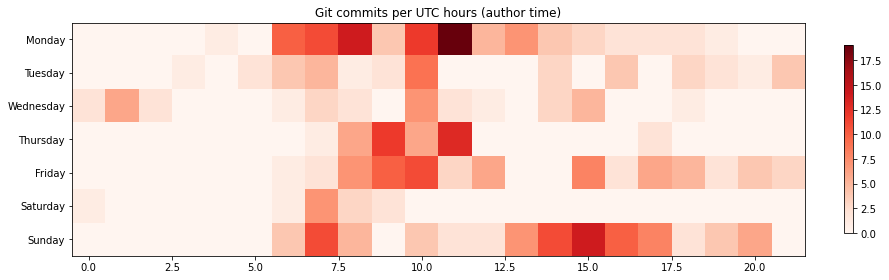 Git commits per UTC hours (author time)
Monday
Tuesday
Wednesday
Thursday
Friday
Saturday
Sunday
0.0 2.5 5.0 7.5 10.0 12.5 15.0 17.5 20.0
17.5
15.0
12.5
10.0
7.5
5.0
2.5
0.0